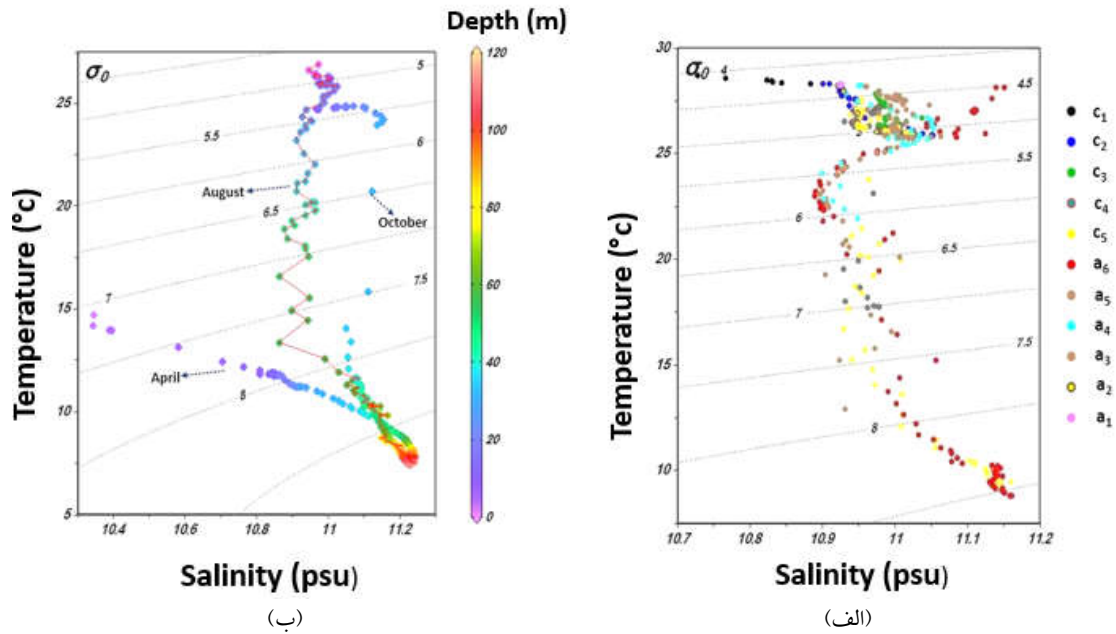 Depth (m)
σ₀
5
5.5
6
6.5
7
7.5
8
August
October
April
25
20
15
10
5
10.4
10.6
10.8
11
11.2
Temperature (°c)
Salinity (psu)
120
100
80
60
40
20
0
(ب)
σ₀
4
4.5
5
5.5
6
6.5
7
7.5
8
30
25
20
15
10
10.7
10.8
10.9
11
11.1
11.2
Temperature (°c)
Salinity (psu)
c₁
c₂
c₃
c₄
c₅
a₆
a₅
a₄
a₃
a₂
a₁
(الف)